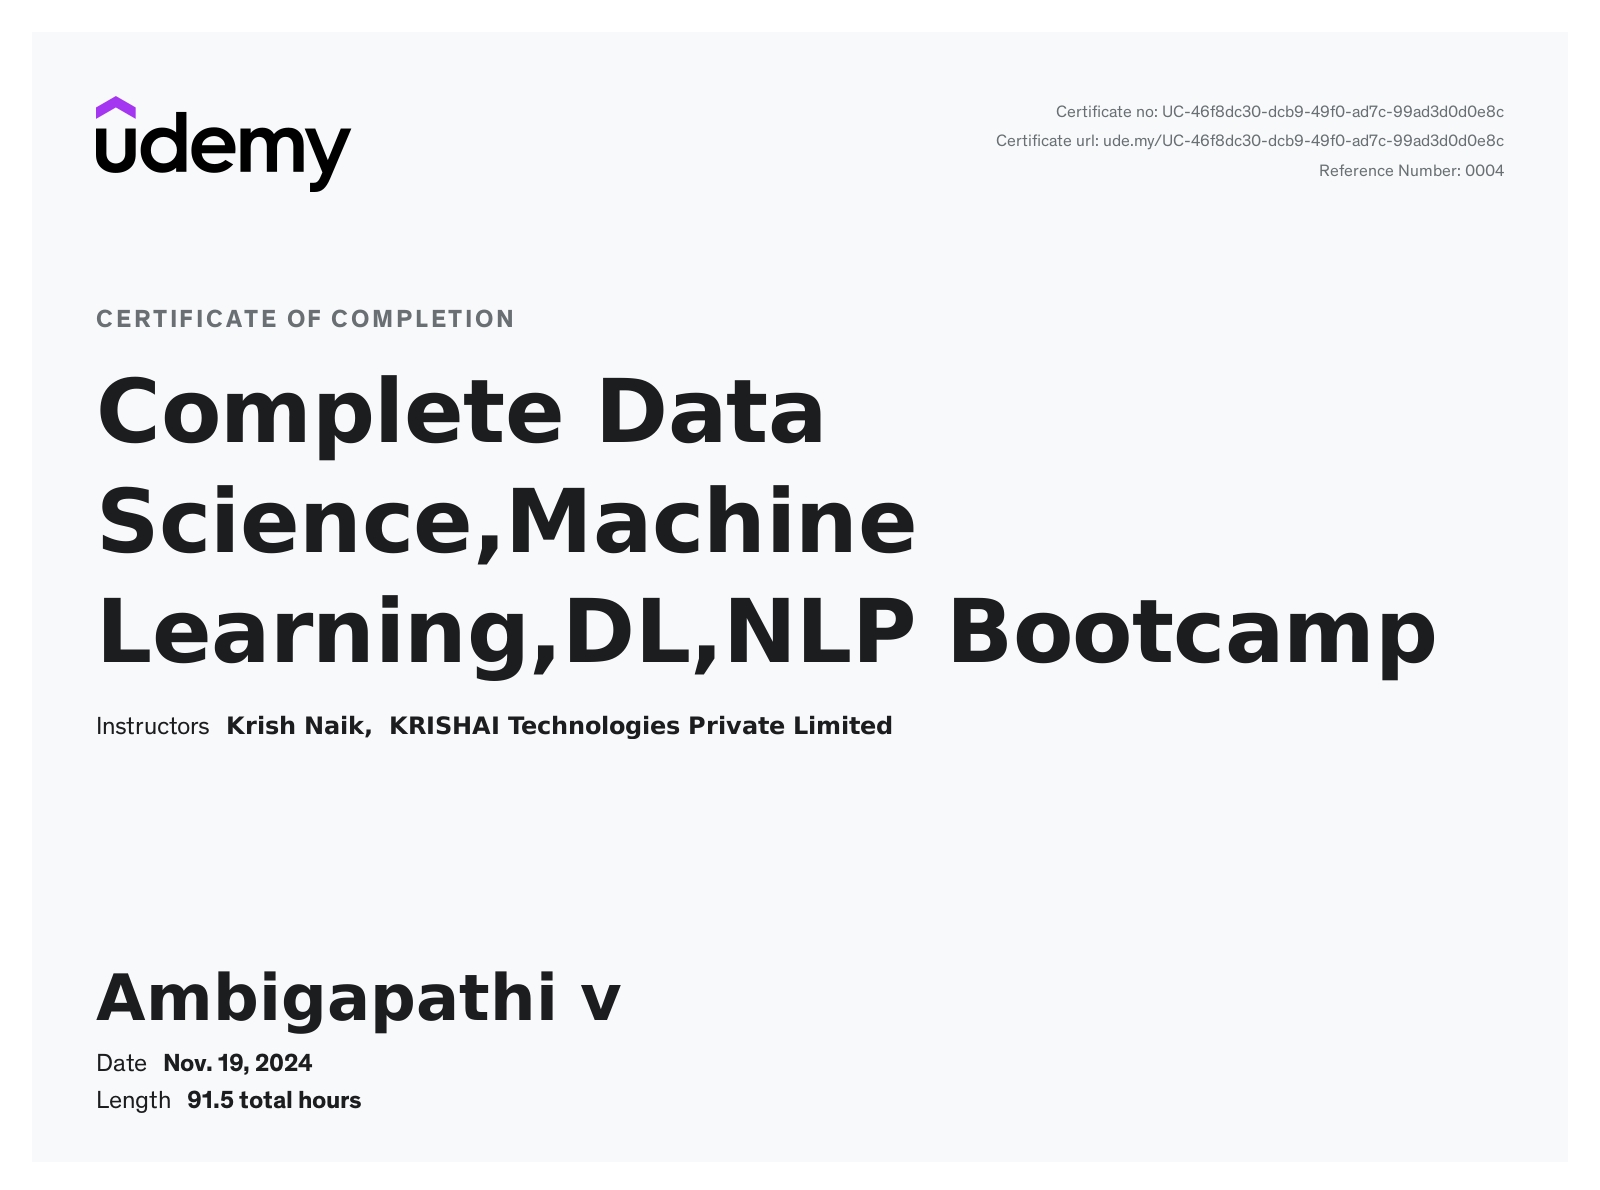 udemy
Certificate no: UC-46f8dc30-dcb9-49f0-ad7c-99ad3d0d0e8c
Certificate url: ude.my/UC-46f8dc30-dcb9-49f0-ad7c-99ad3d0d0e8c
Reference Number: 0004
CERTIFICATE OF COMPLETION
Complete Data
Science,Machine
Learning,DL,NLP Bootcamp
Instructors Krish Naik, KRISHAI Technologies Private Limited
Ambigapathi v
Date Nov. 19, 2024
Length 91.5 total hours